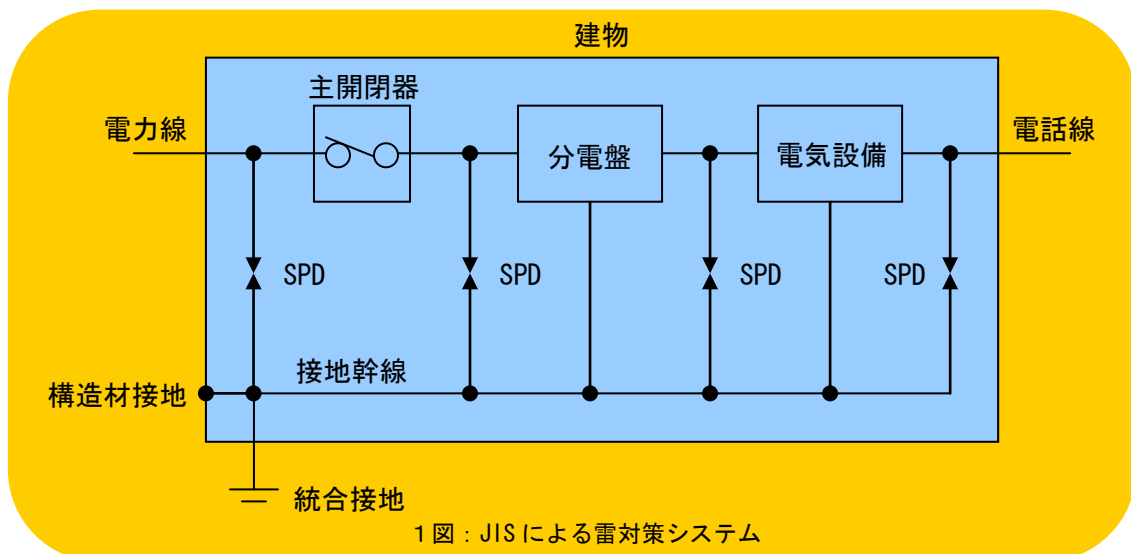 建物
主開閉器
電力線
電話線
分電盤
電気設備
SPD
SPD
SPD
SPD
接地幹線
構造材接地
統合接地
1図：JISによる雷対策システム